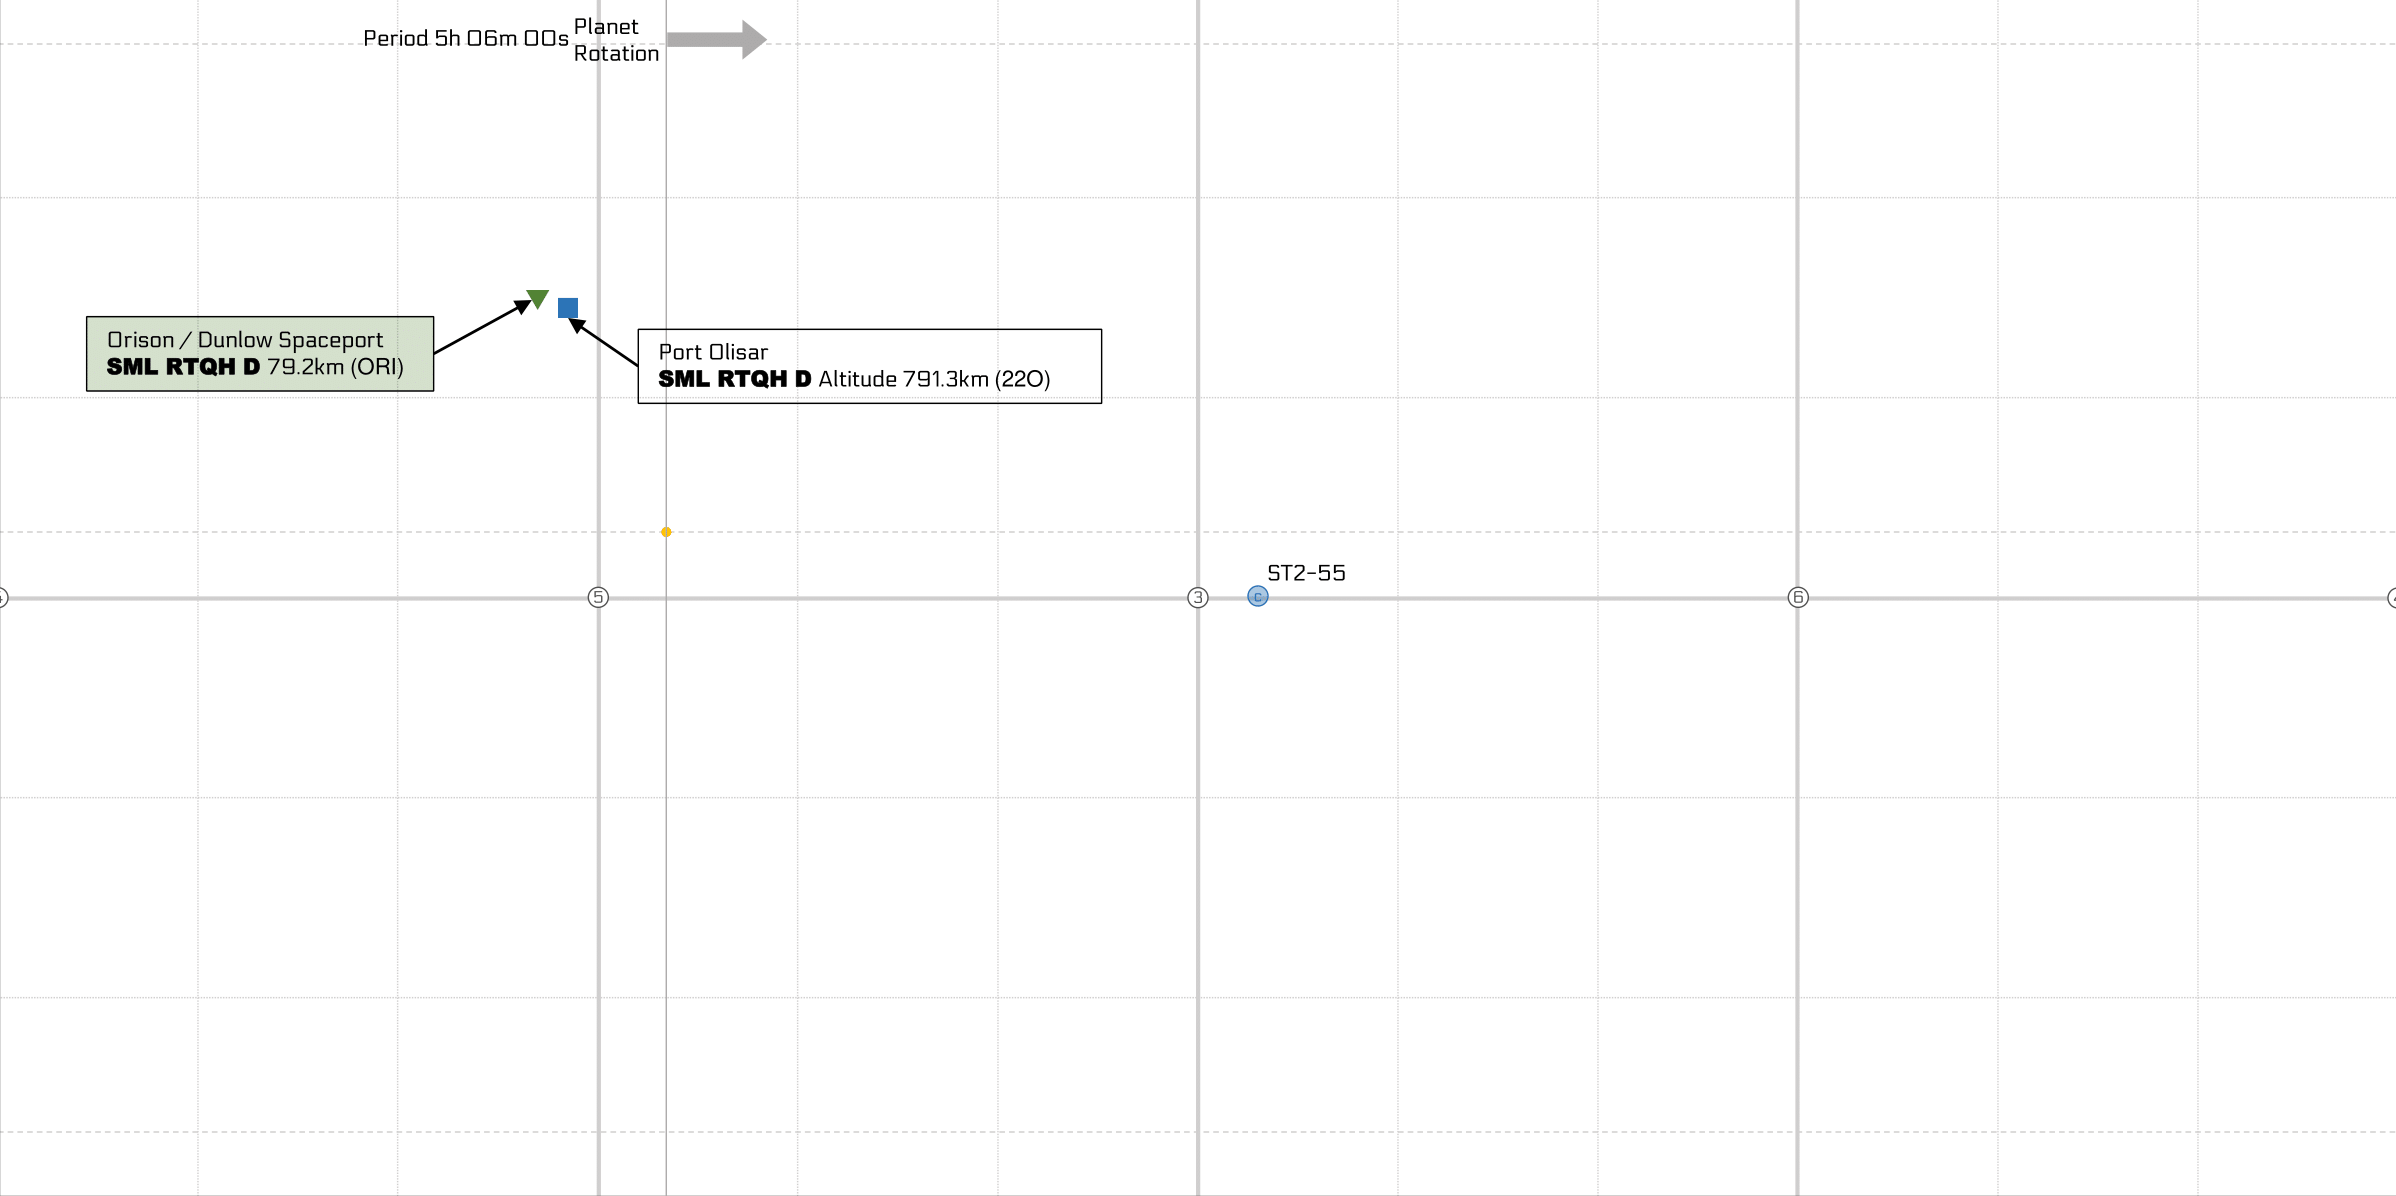 Period 5h 06m 00s
Planet
Rotation
Orison / Dunlow Spaceport
SML RTQH D 79.2km (ORI)
Port Olisar
SML RTQH D Altitude 791.3km (22O)
ST2-55
5
3
C
6